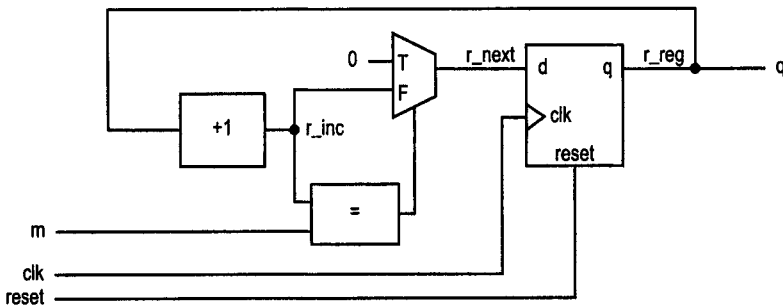 0
T
F
r_next
d
q
r_reg
q
clk
+1
r_inc
reset
=
m
clk
reset